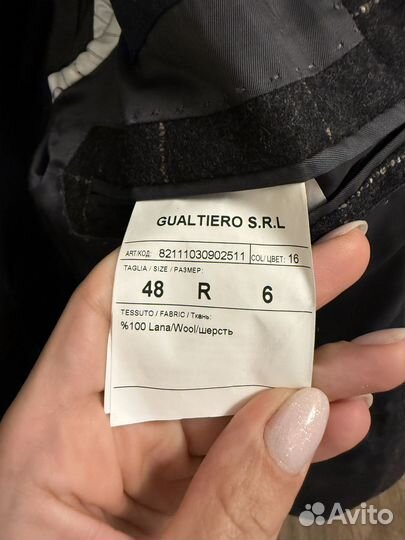 GUALTIERO S.R.L
ART/КОД: 82111030902511 COL/ЦВЕТ: 16
TAGLIA / SIZE / РАЗМЕР:
48 R 6
TESSUTO / FABRIC / Ткань:
%100 Lana/Wool/шерсть
Avito